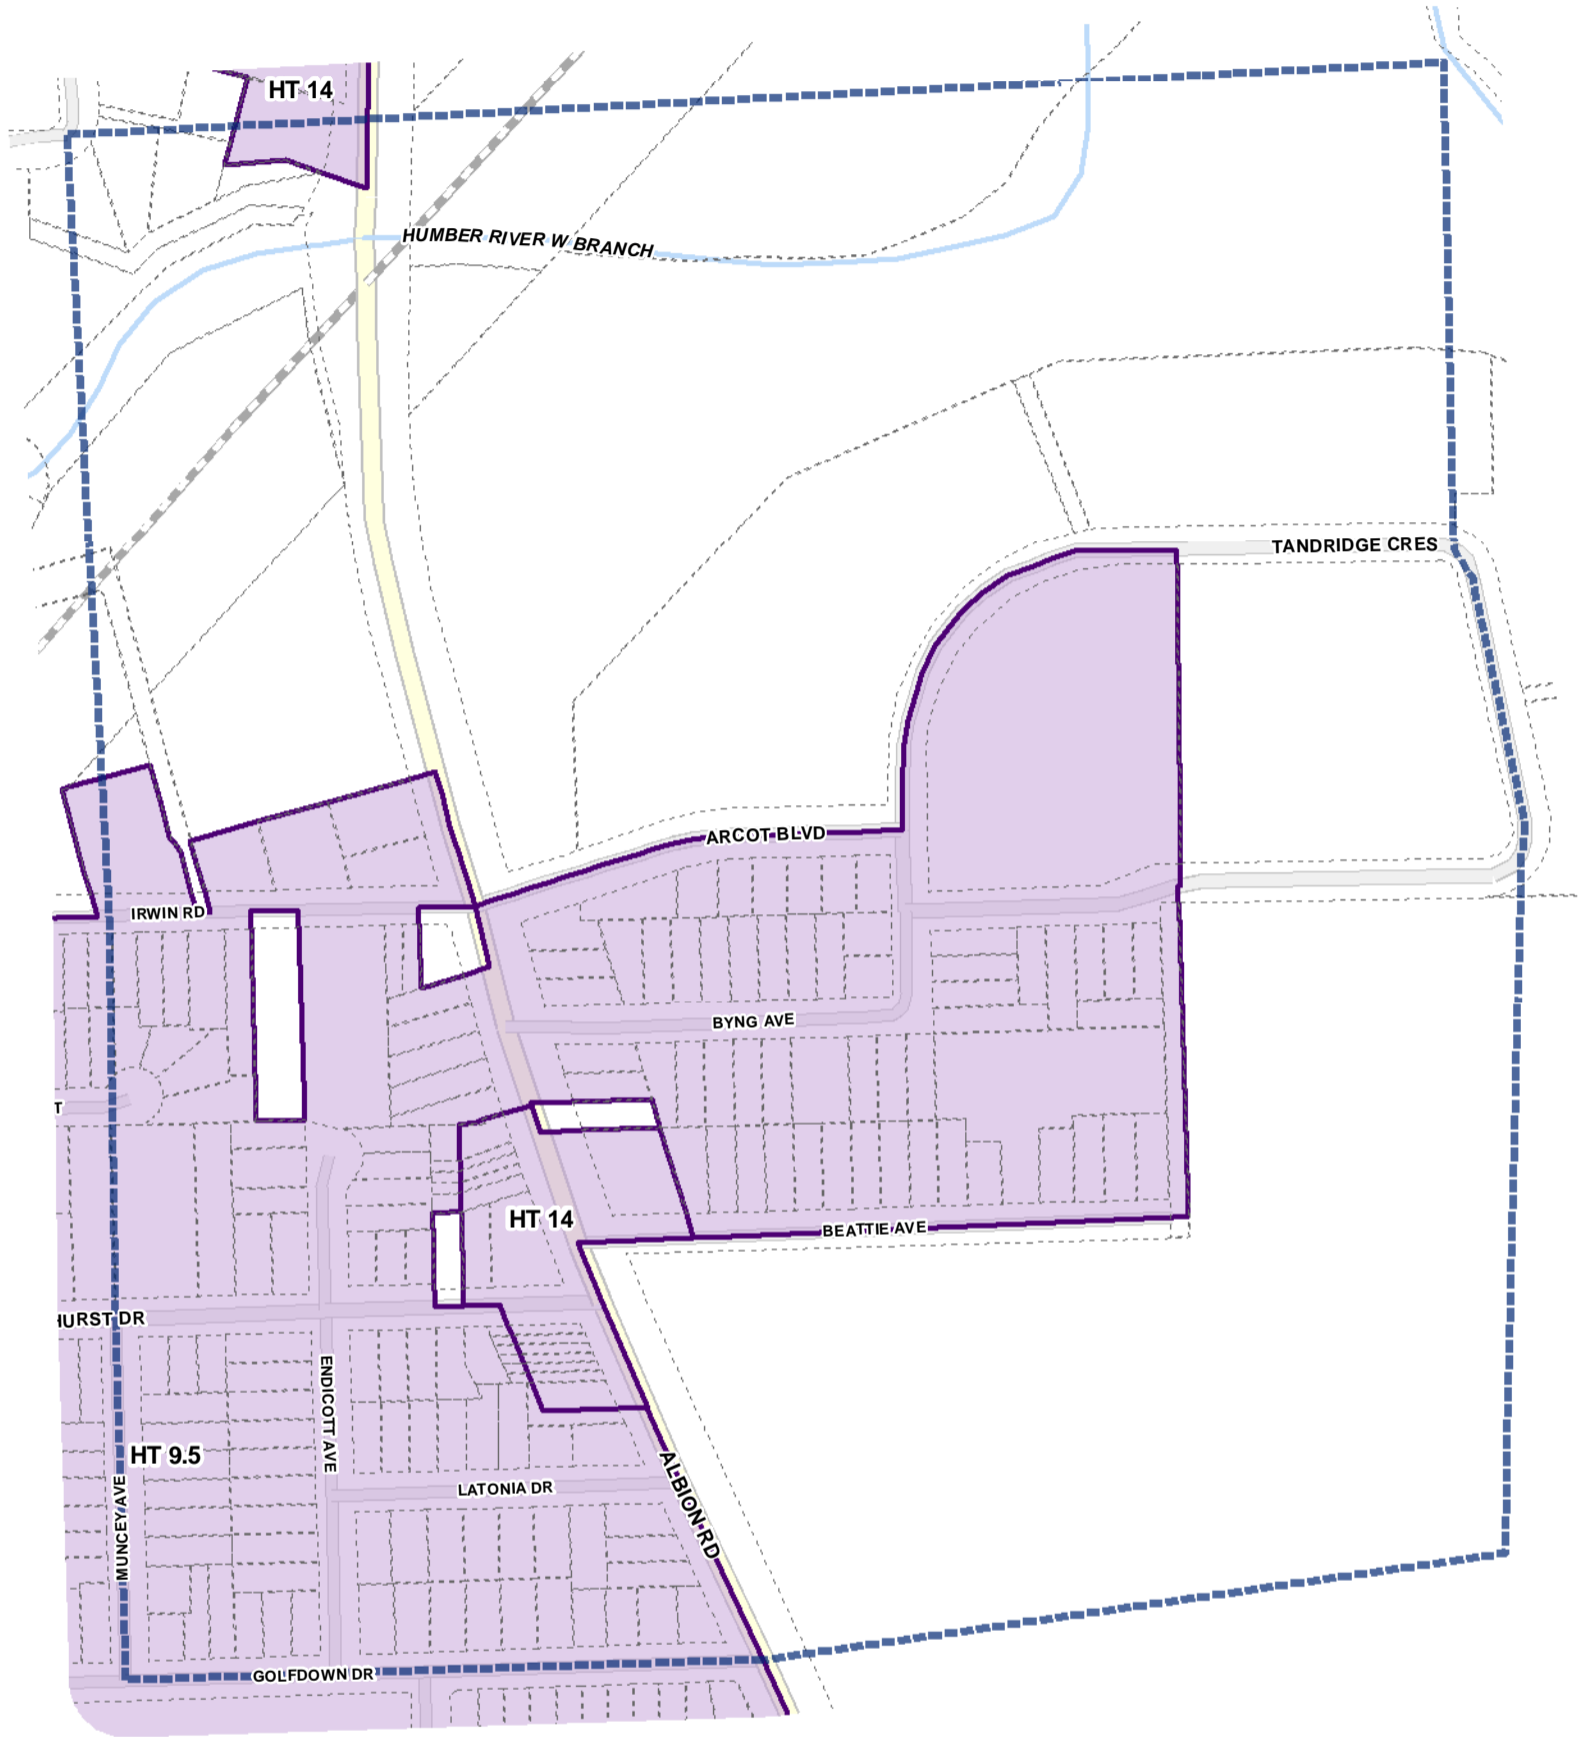 HT 14
HUMBER RIVER W BRANCH
TANDRIDGE CRES
ARCOT BLVD
IRWIN RD
BYNG AVE
T
HT 14
BEATTIE AVE
HURST DR
ENDICOTT AVE
HT 9.5
MUNCEY AVE
LATONIA DR
ALBION RD
GOLFDOWN DR